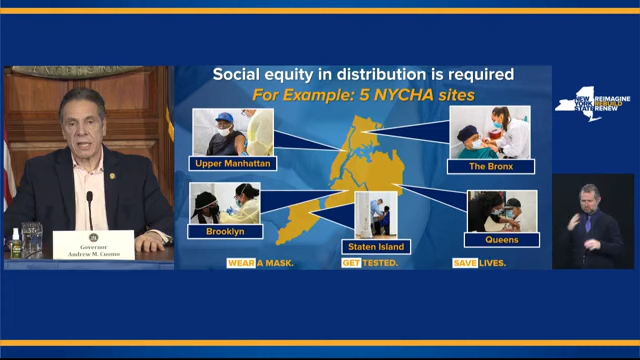 Social equity in distribution is required
For Example: 5 NYCHA sites
Upper Manhattan
The Bronx
Brooklyn
Staten Island
Queens
WEAR A MASK.
GET TESTED.
SAVE LIVES.
Governor
Andrew M. Cuomo
NEW
YORK
STATE
REIMAGINE
REBUILD
RENEW